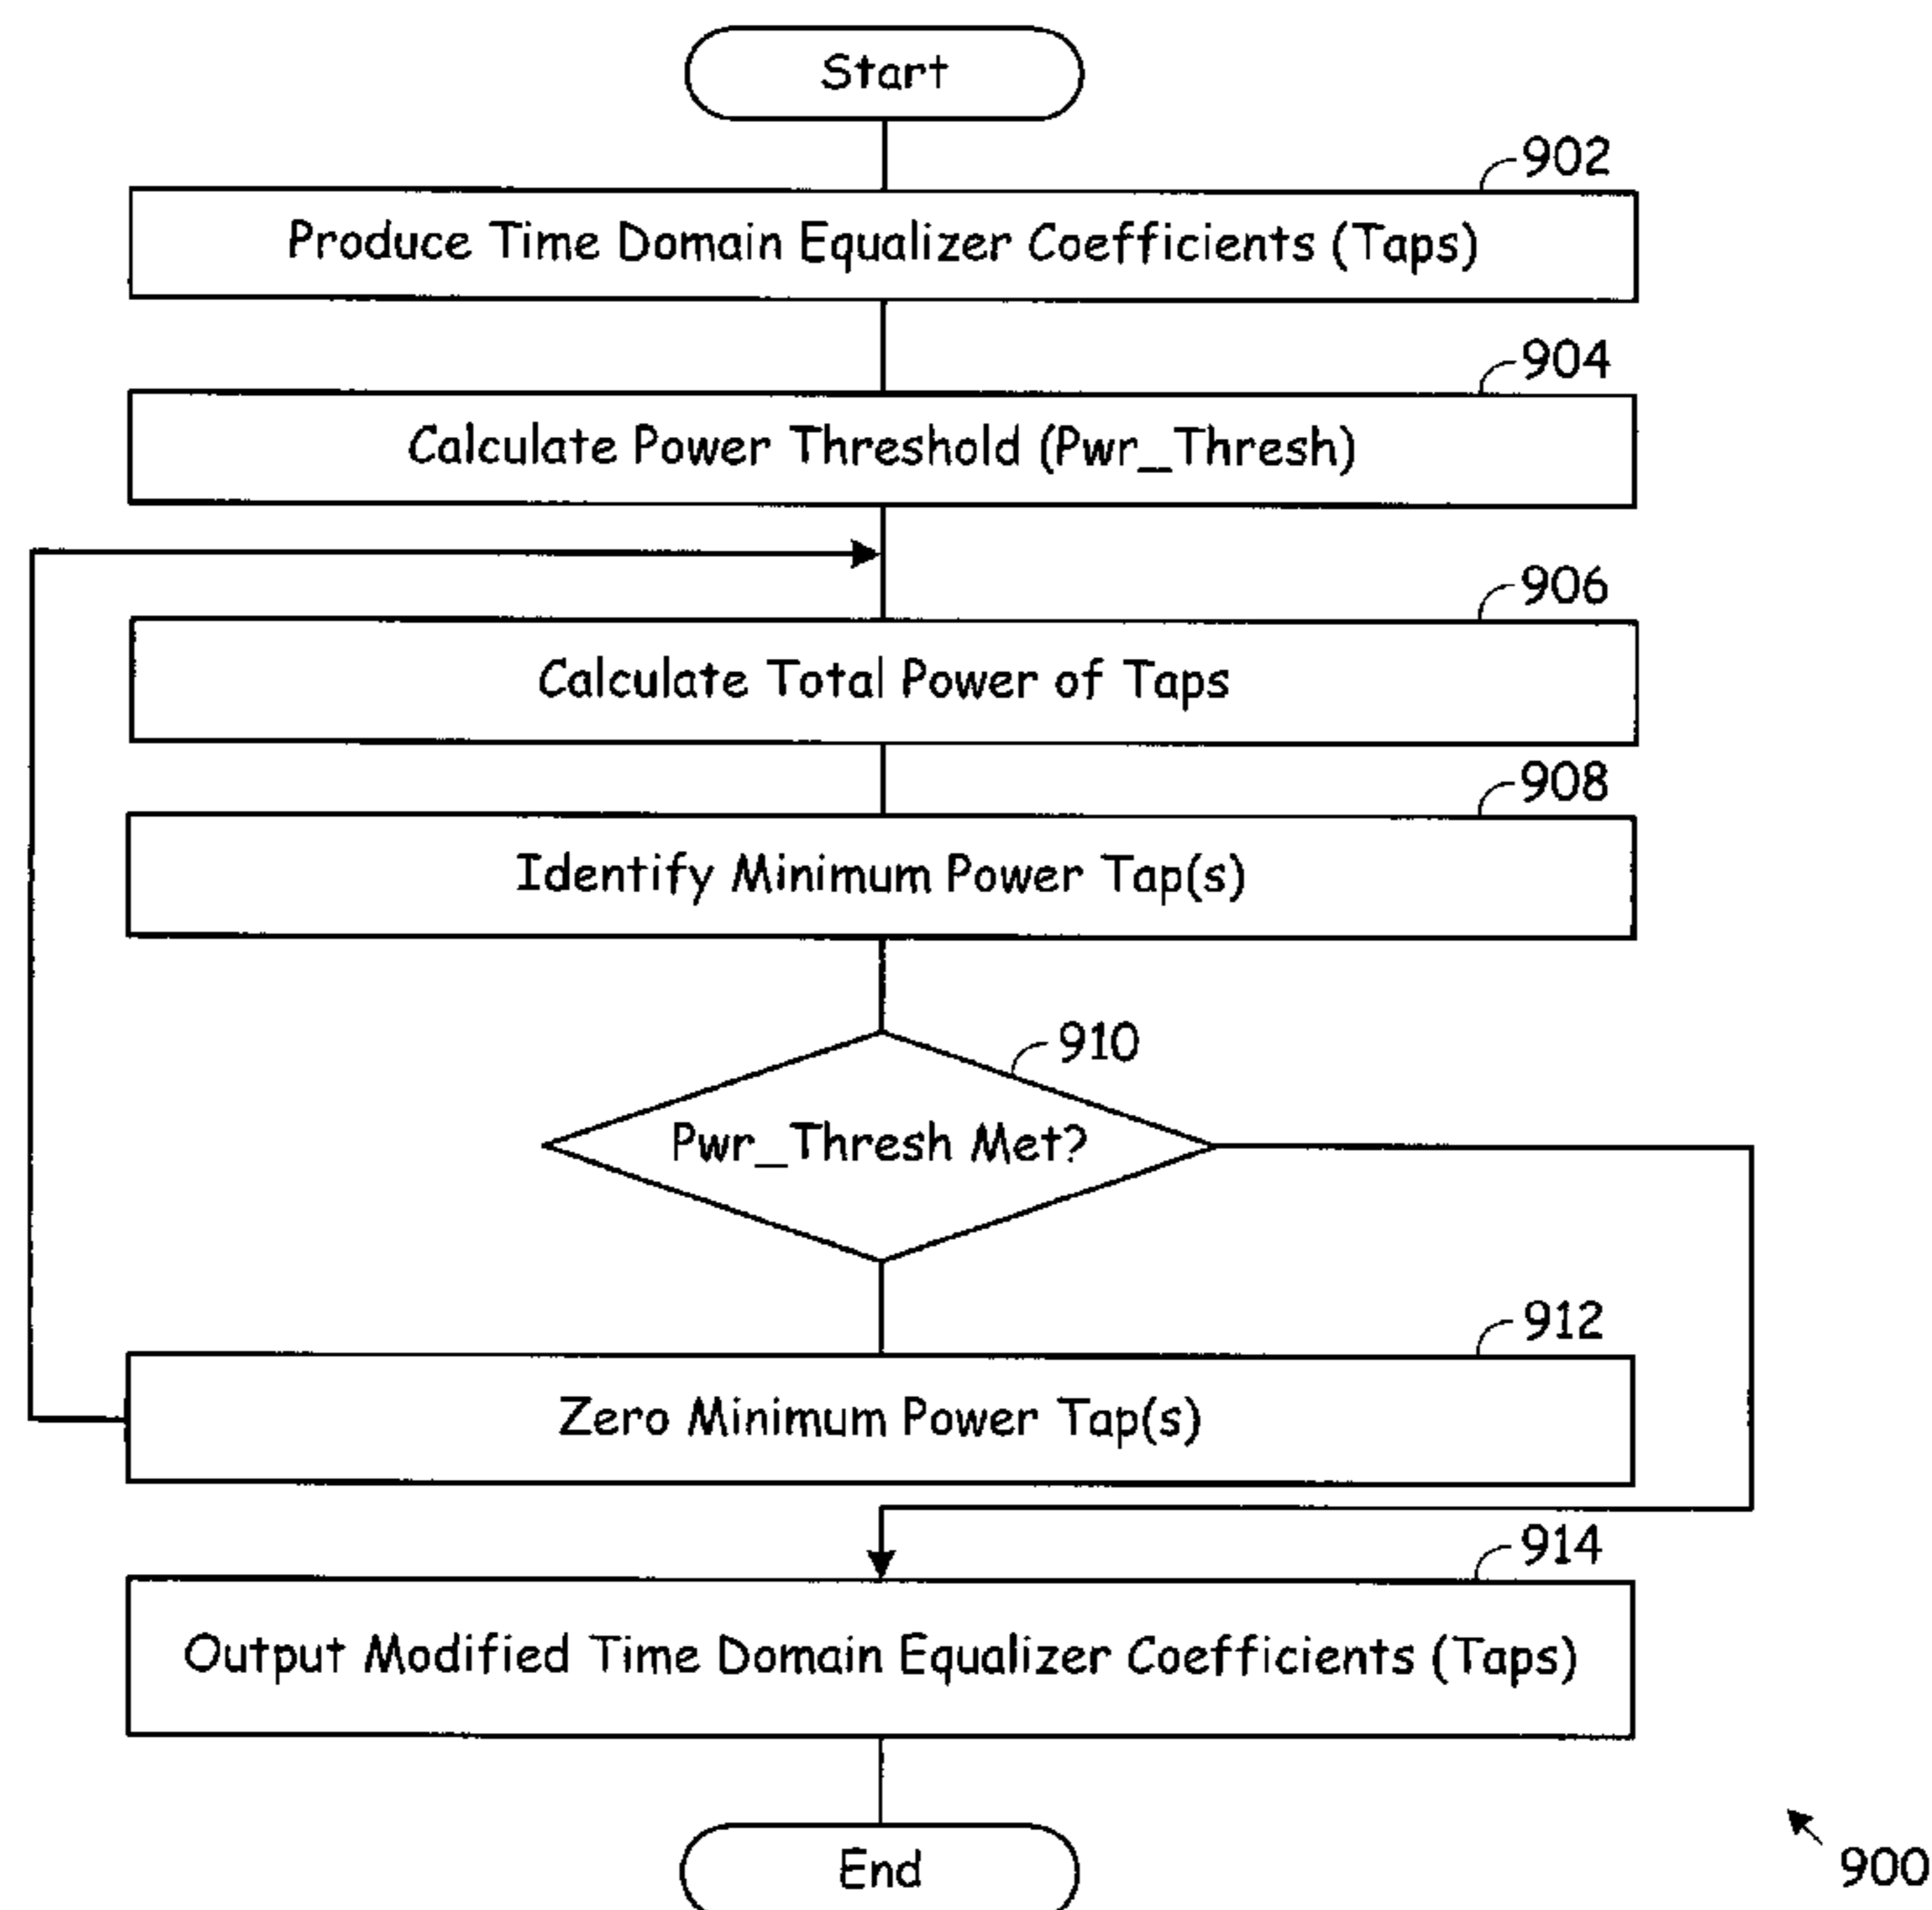 Start
902
Produce Time Domain Equalizer Coefficients (Taps)
904
Calculate Power Threshold (Pwr_Thresh)
906
Calculate Total Power of Taps
908
Identify Minimum Power Tap(s)
910
Pwr_Thresh Met?
912
Zero Minimum Power Tap(s)
914
Output Modified Time Domain Equalizer Coefficients (Taps)
End
900